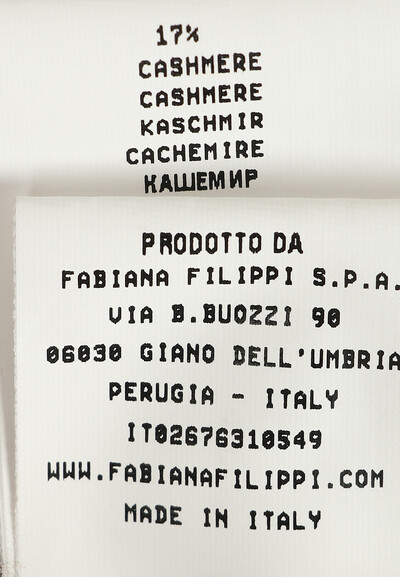 17%
CASHMERE
CASHMERE
KASCHMIR
CACHEMIRE
КАШЕМИР
PRODOTTO DA
FABIANA FILIPPI S.P.A.
VIA B.BUOZZI 90
06030 GIANO DELL'UMBRIA
PERUGIA - ITALY
IT02676310549
WWW.FABIANAFILIPPI.COM
MADE IN ITALY